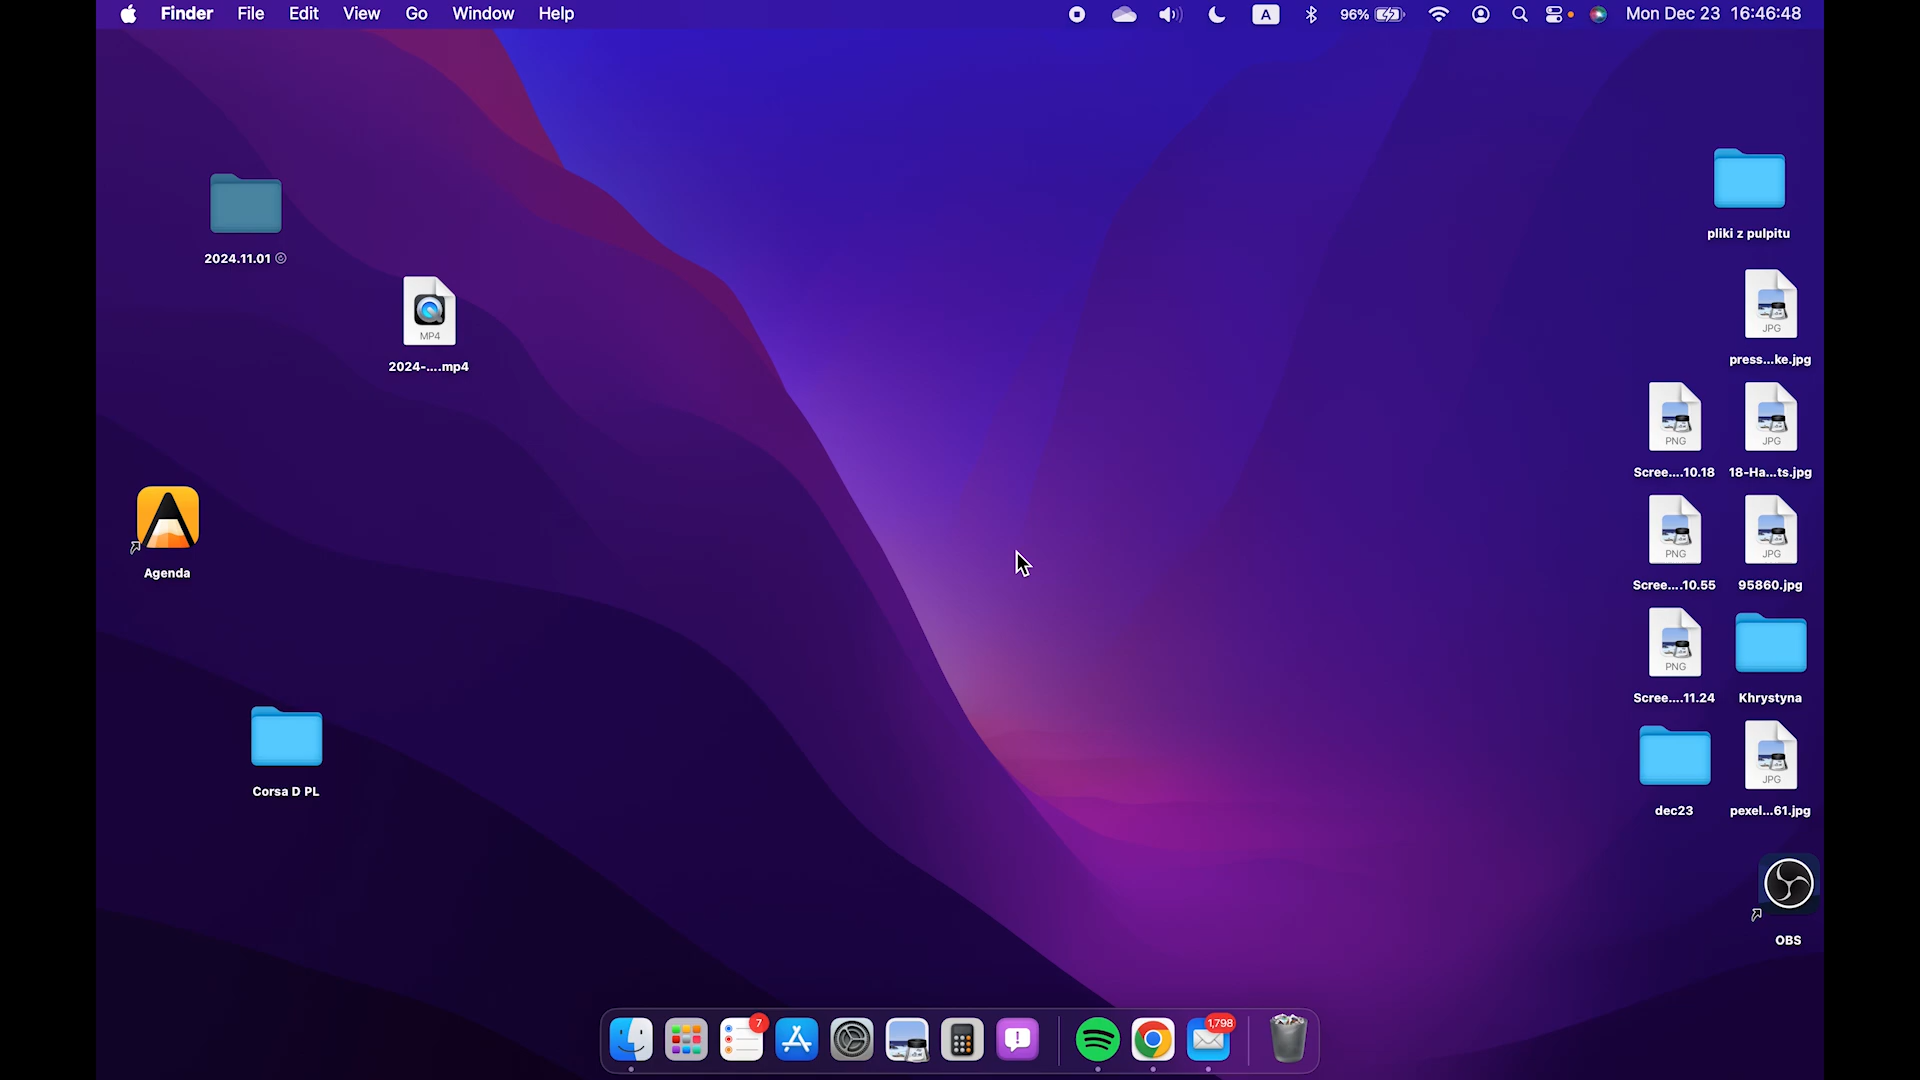 Finder File Edit View Go Window Help A 96% Mon Dec 23 16:46:48
2024.11.01
MP4
2024-....mp4
Agenda
Corsa D PL
pliki z pulpitu
JPG
press...ke.jpg
PNG JPG
Scree....10.18 18-Ha...ts.jpg
PNG JPG
Scree....10.55 95860.jpg
PNG
Scree....11.24 Khrystyna
JPG
dec23 pexel...61.jpg
OBS
7 1,798